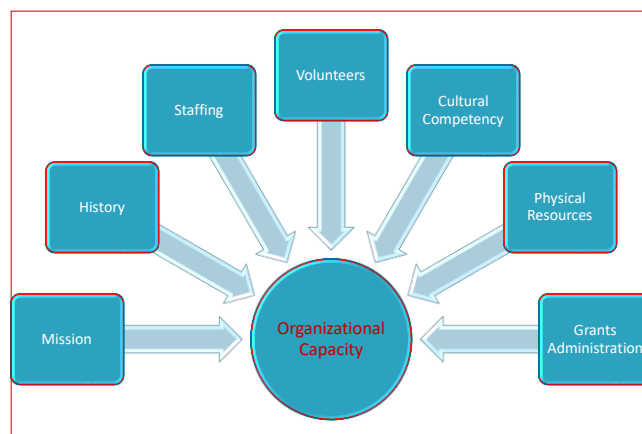 Volunteers
Staffing
Cultural
Competency
History
Physical
Resources
Mission
Organizational
Capacity
Grants
Administration